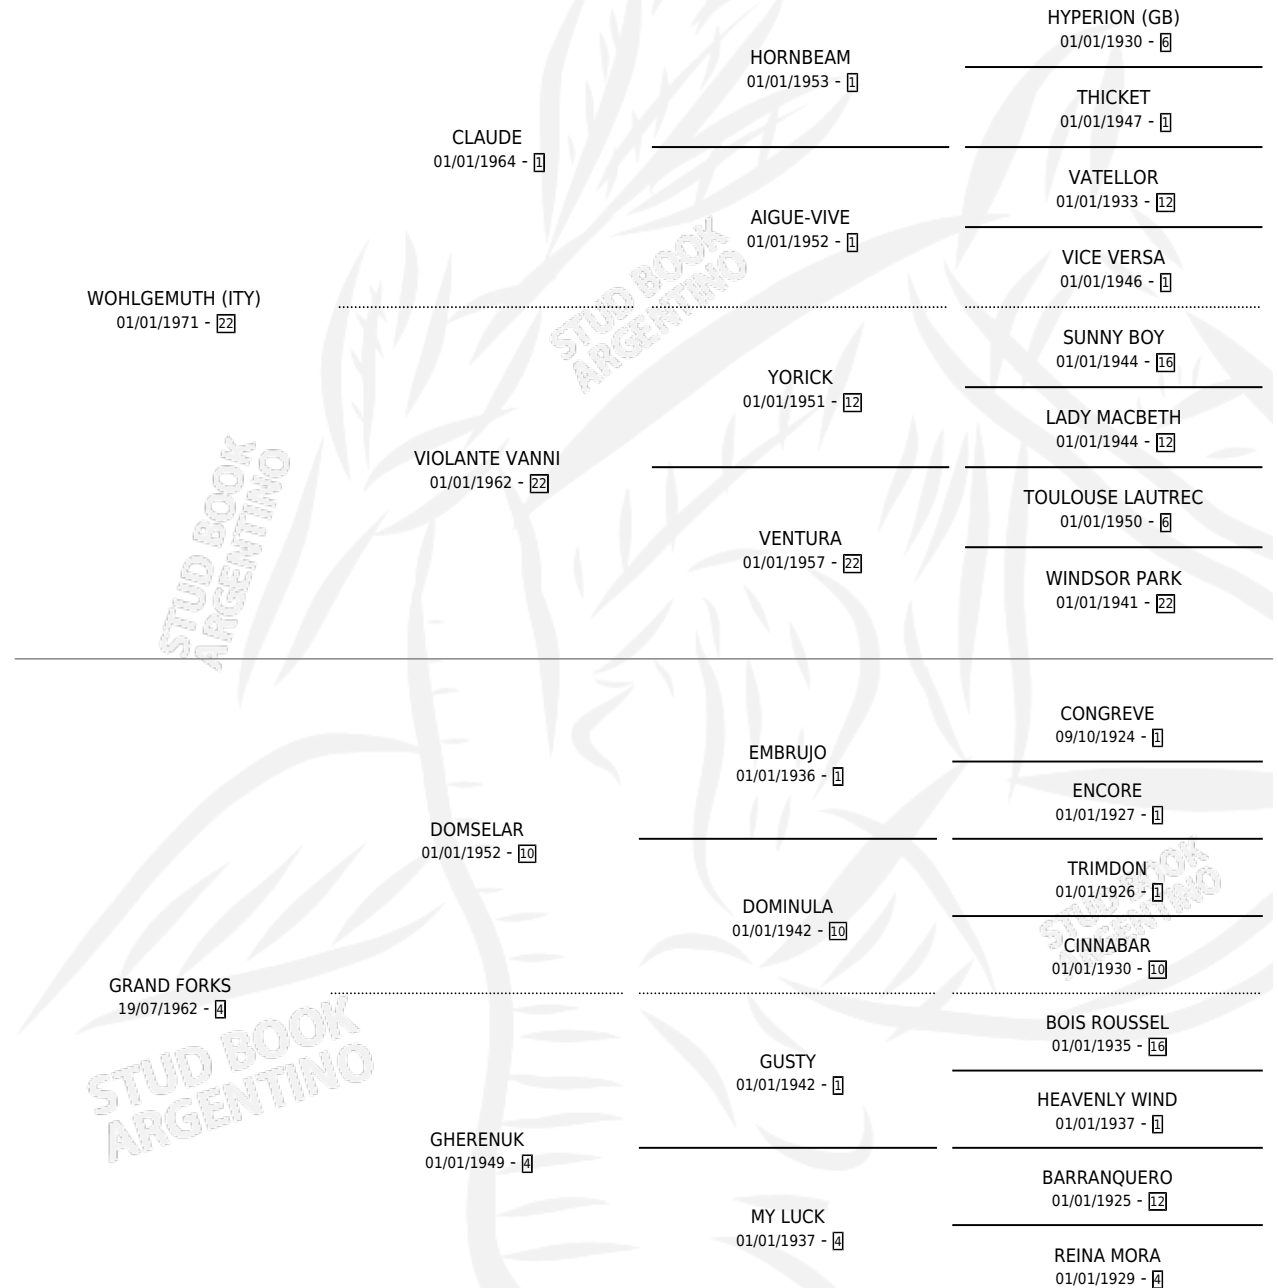 HYPERION (GB)
01/01/1930 - 6
HORNBEAM
01/01/1953 - 1
THICKET
01/01/1947 - 1
CLAUDE
01/01/1964 - 1
VATELLOR
01/01/1933 - 12
AIGUE-VIVE
01/01/1952 - 1
VICE VERSA
01/01/1946 - 1
WOHLGEMUTH (ITY)
01/01/1971 - 22
SUNNY BOY
01/01/1944 - 16
YORICK
01/01/1951 - 12
LADY MACBETH
01/01/1944 - 12
VIOLANTE VANNI
01/01/1962 - 22
TOULOUSE LAUTREC
01/01/1950 - 6
VENTURA
01/01/1957 - 22
WINDSOR PARK
01/01/1941 - 22
CONGREVE
09/10/1924 - 1
EMBRUJO
01/01/1936 - 1
ENCORE
01/01/1927 - 1
DOMSELAR
01/01/1952 - 10
TRIMDON
01/01/1926 - 1
DOMINULA
01/01/1942 - 10
CINNABAR
01/01/1930 - 10
GRAND FORKS
19/07/1962 - 4
BOIS ROUSSEL
01/01/1935 - 16
GUSTY
01/01/1942 - 1
HEAVENLY WIND
01/01/1937 - 1
GHERENUK
01/01/1949 - 4
BARRANQUERO
01/01/1925 - 12
MY LUCK
01/01/1937 - 4
REINA MORA
01/01/1929 - 4
STUD BOOK
ARGENTINO
STUD BOOK
ARGENTINO
STUD BOOK
ARGENTINO
STUD BOOK
ARGENTINO